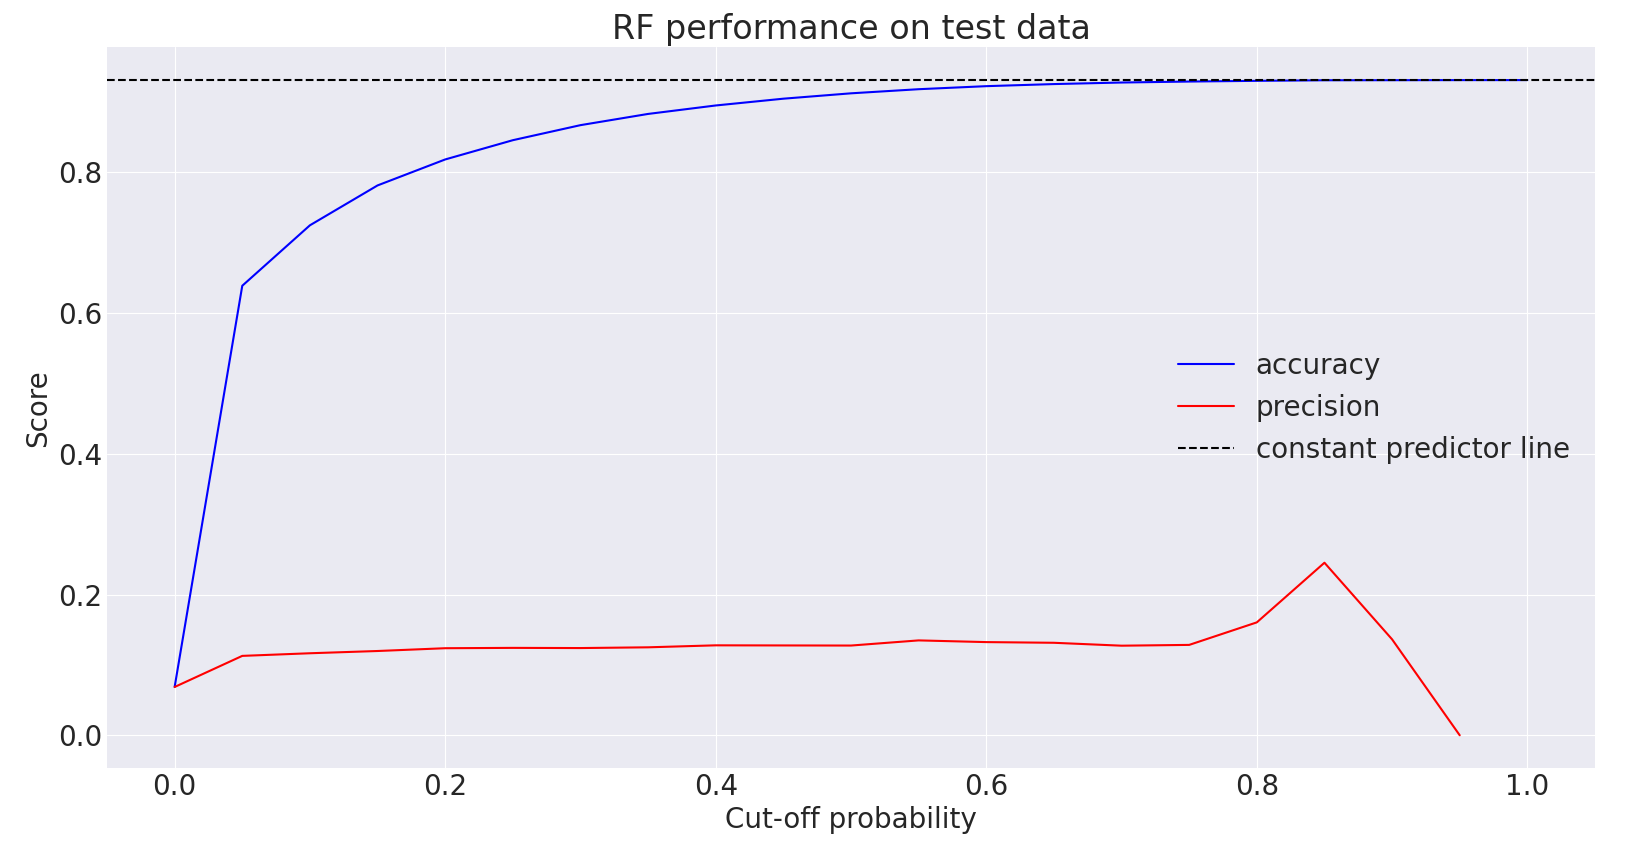 RF performance on test data
Score
0.8
0.6
0.4
0.2
0.0
accuracy
precision
constant predictor line
0.0 0.2 0.4 0.6 0.8 1.0
Cut-off probability